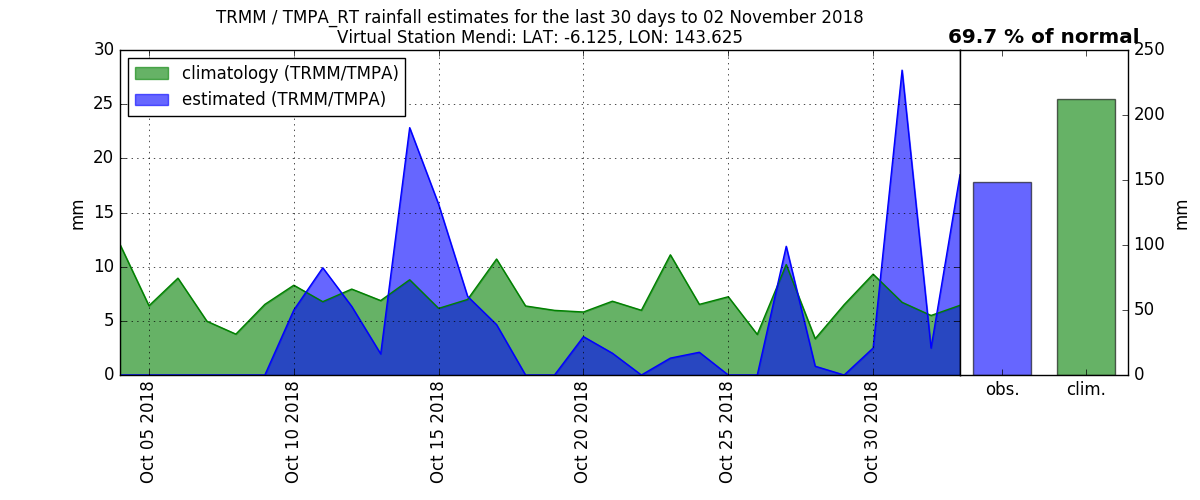 TRMM / TMPA_RT rainfall estimates for the last 30 days to 02 November 2018
Virtual Station Mendi: LAT: -6.125, LON: 143.625
69.7 % of normal
climatology (TRMM/TMPA)
estimated (TRMM/TMPA)
mm
30
25
20
15
10
5
0
Oct 05 2018
Oct 10 2018
Oct 15 2018
Oct 20 2018
Oct 25 2018
Oct 30 2018
obs.
clim.
250
200
150
100
50
0
mm